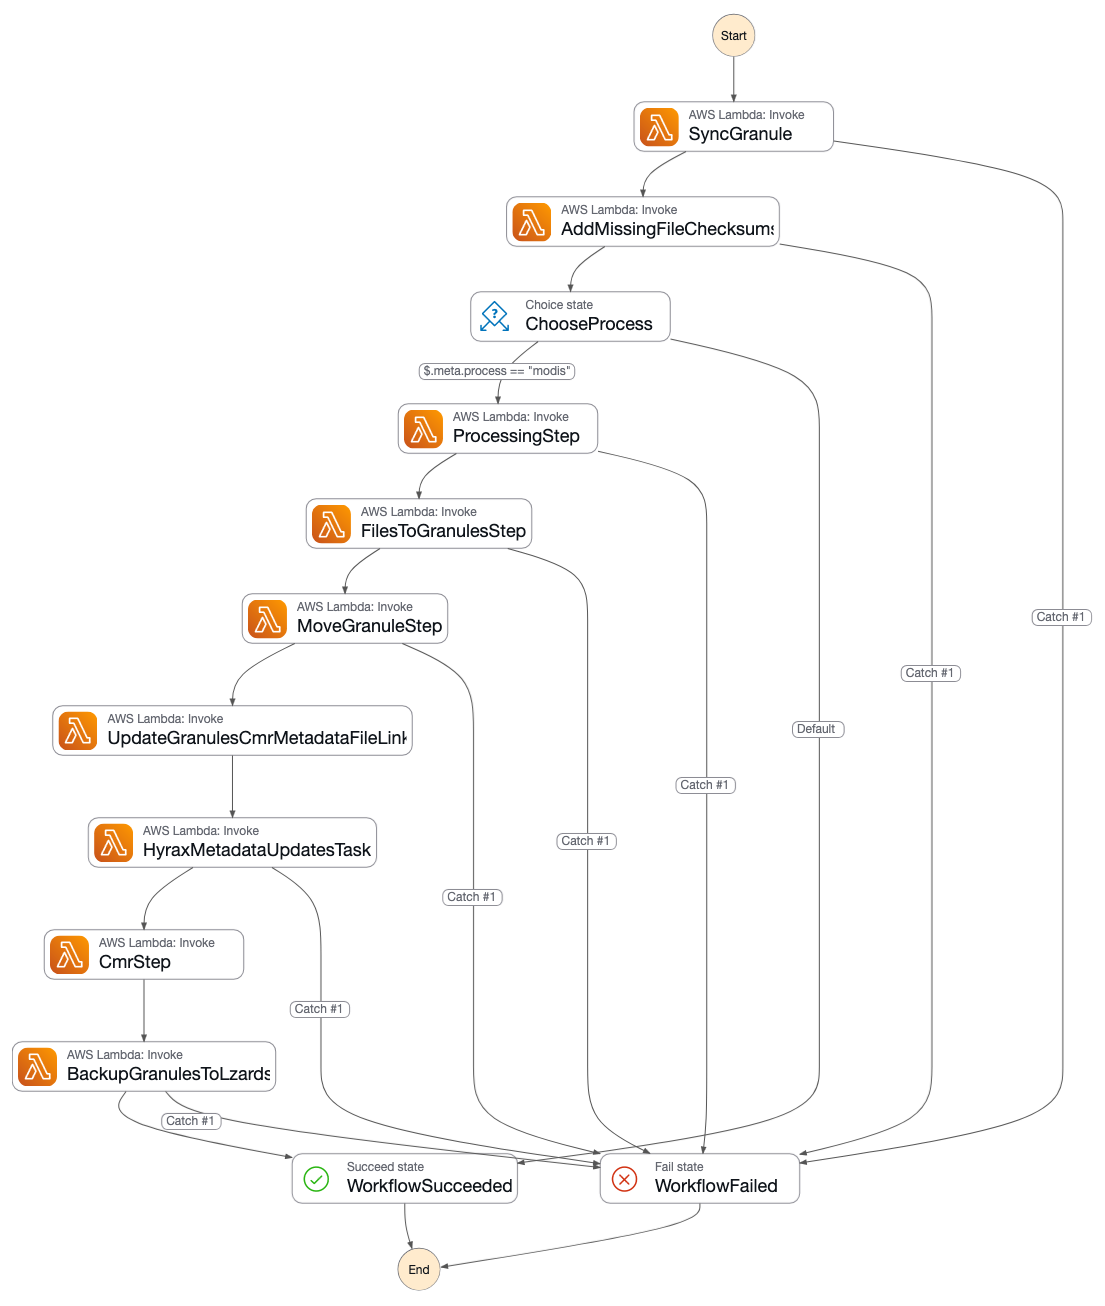 Start
AWS Lambda: Invoke
SyncGranule
AWS Lambda: Invoke
AddMissingFileChecksums
Choice state
ChooseProcess
$.meta.process == "modis"
AWS Lambda: Invoke
ProcessingStep
AWS Lambda: Invoke
FilesToGranulesStep
AWS Lambda: Invoke
MoveGranuleStep
Catch #1
Catch #1
AWS Lambda: Invoke
UpdateGranulesCmrMetadataFileLink
Default
Catch #1
AWS Lambda: Invoke
HyraxMetadataUpdatesTask
Catch #1
Catch #1
AWS Lambda: Invoke
CmrStep
Catch #1
AWS Lambda: Invoke
BackupGranulesToLzards
Catch #1
Succeed state
WorkflowSucceeded
Fail state
WorkflowFailed
End